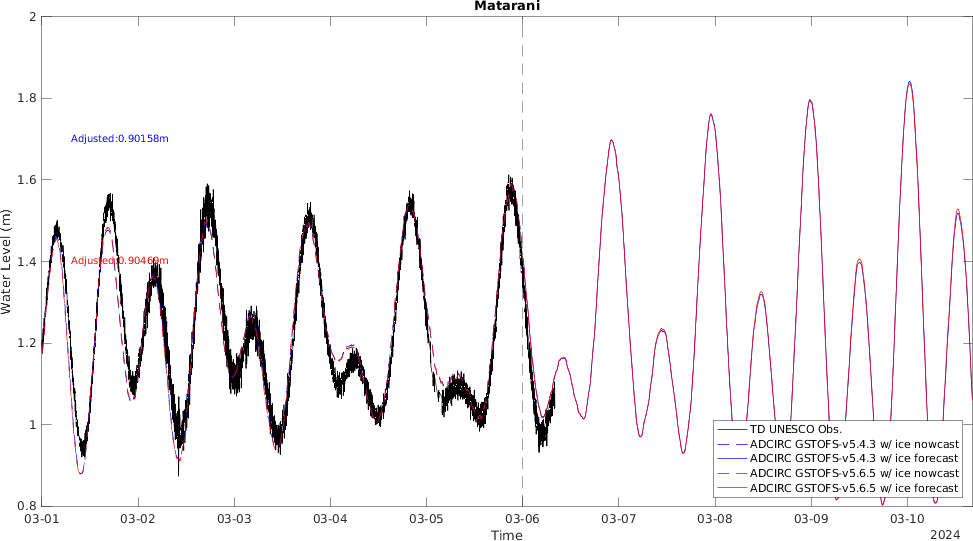 Matarani
2
1.8
1.6
1.4
1.2
1
0.8
Water Level (m)
Adjusted:0.90158m
Adjusted:0.90469m
TD UNESCO Obs.
ADCIRC GSTOFS-v5.4.3 w/ ice nowcast
ADCIRC GSTOFS-v5.4.3 w/ ice forecast
ADCIRC GSTOFS-v5.6.5 w/ ice nowcast
ADCIRC GSTOFS-v5.6.5 w/ ice forecast
03-01 03-02 03-03 03-04 03-05 03-06 03-07 03-08 03-09 03-10
Time
2024